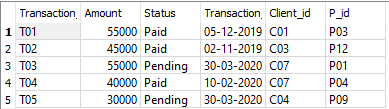 Transaction_ Amount Status Transaction_ Client_id P_id
1 T01 55000 Paid 05-12-2019 C01 P03
2 T02 45000 Paid 02-11-2019 C03 P12
3 T03 55000 Pending 30-03-2020 C07 P01
4 T04 40000 Paid 10-02-2020 C07 P04
5 T05 30000 Pending 30-03-2020 C04 P09